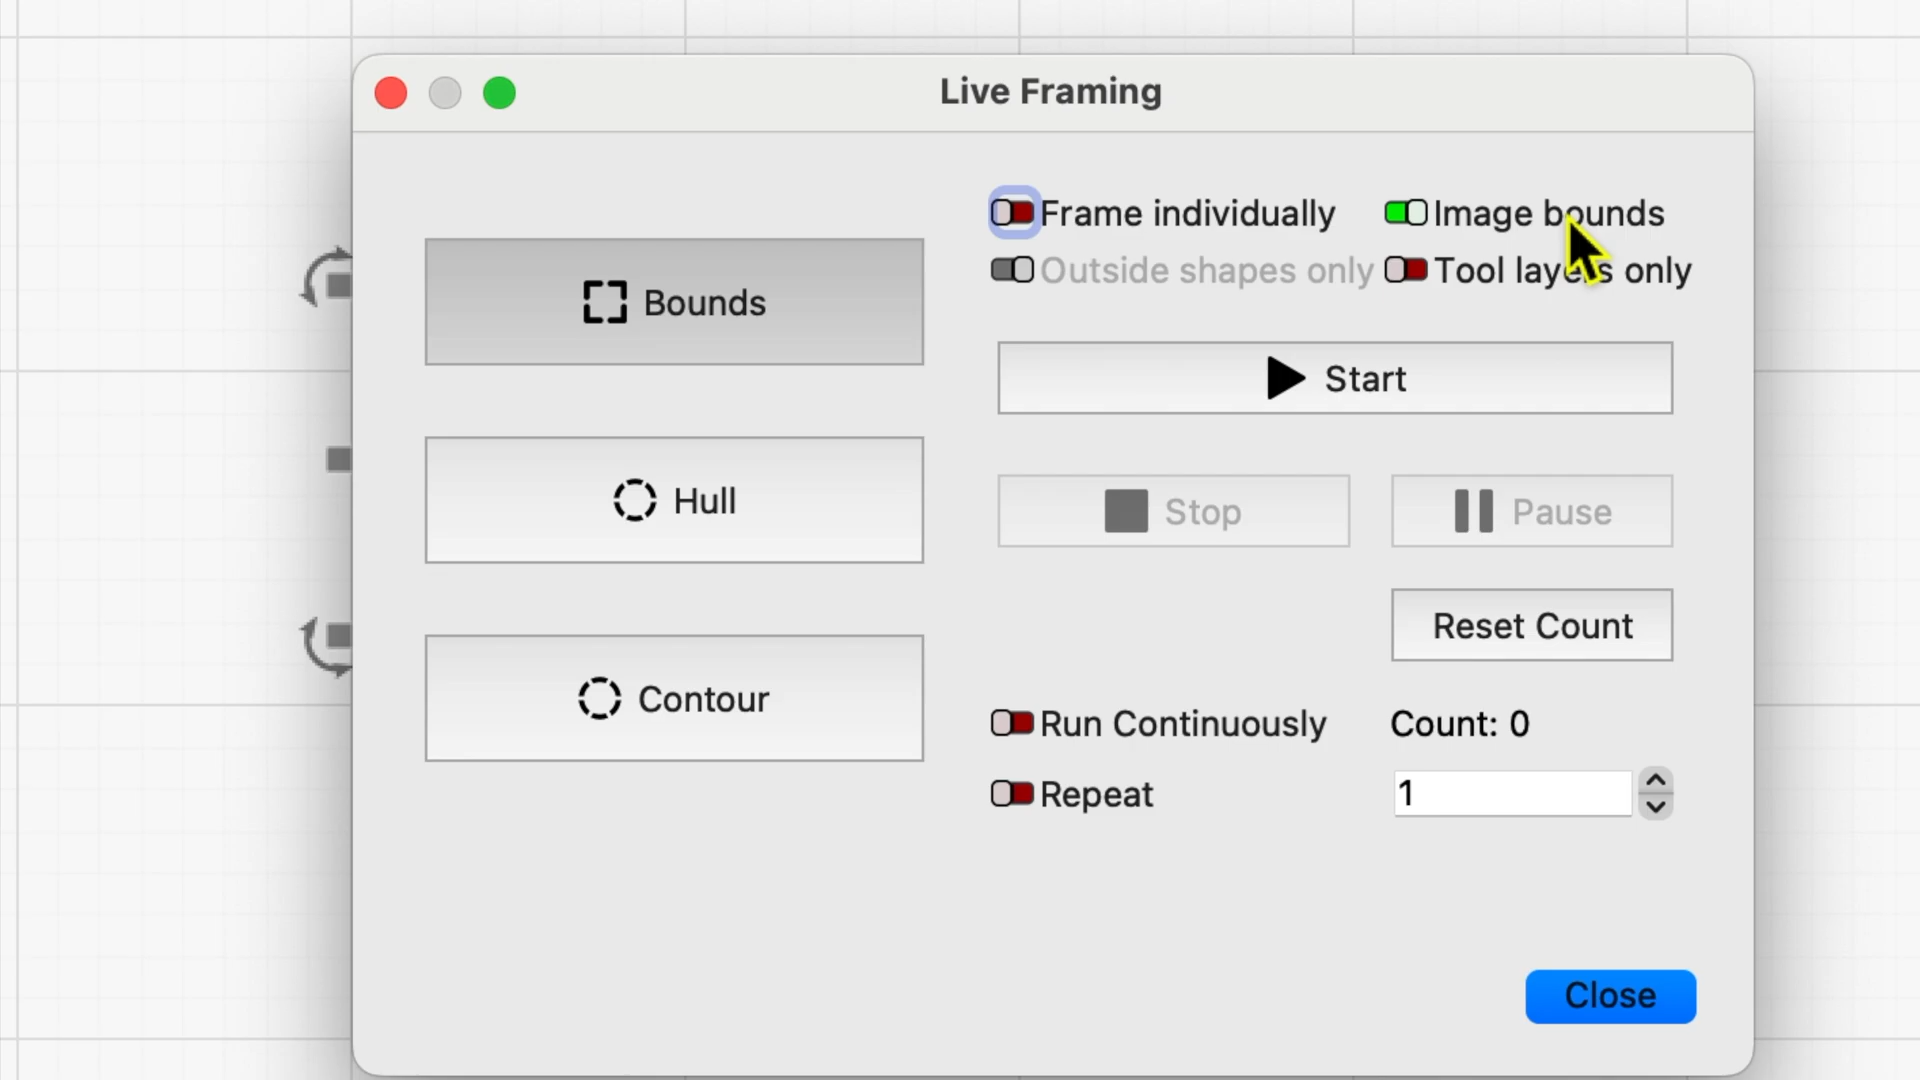 Live Framing
Frame individually
Image bounds
Outside shapes only
Tool layers only
Bounds
Start
Hull
Stop
Pause
Reset Count
Contour
Run Continuously
Count: 0
Repeat
1
Close